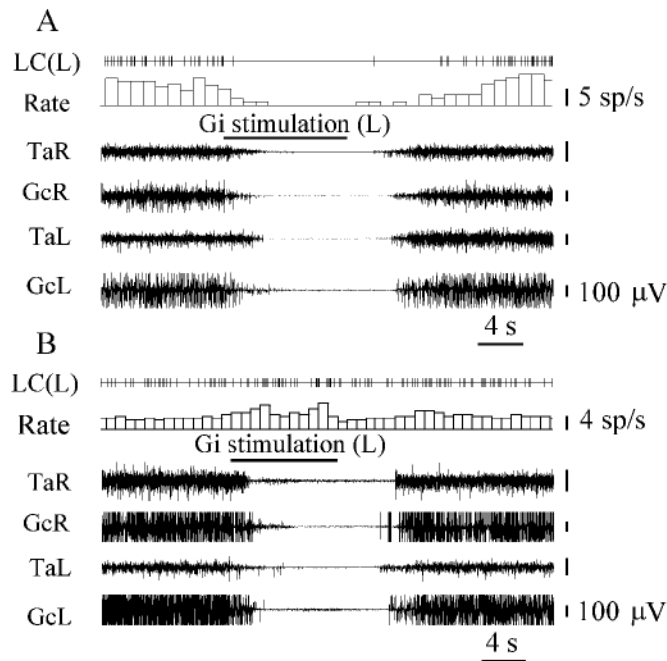 A
LC(L)
Rate
5 sp/s
Gi stimulation (L)
TaR
GcR
TaL
GcL
100 μV
4 s
B
LC(L)
Rate
4 sp/s
Gi stimulation (L)
TaR
GcR
TaL
GcL
100 μV
4 s